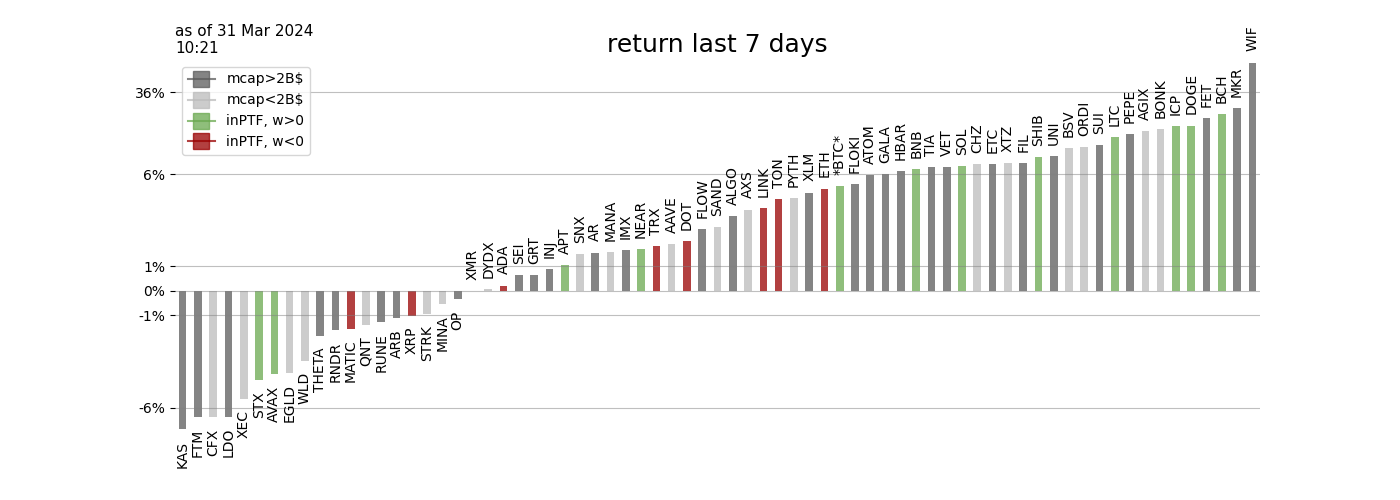 as of 31 Mar 2024
10:21
return last 7 days
mcap>2B$
mcap<2B$
inPTF, w>0
inPTF, w<0
36%
6%
1%
0%
-1%
-6%
KAS
FTM
CFX
LDO
XEC
STX
AVAX
EGLD
WLD
THETA
RNDR
MATIC
QNT
RUNE
ARB
XRP
STRK
MINA
OP
XMR
DYDX
ADA
SEI
GRT
INJ
APT
SNX
AR
MANA
IMX
NEAR
TRX
AAVE
DOT
FLOW
SAND
ALGO
AXS
LINK
TON
PYTH
XLM
ETH
*BTC*
FLOKI
ATOM
GALA
HBAR
BNB
TIA
VET
SOL
CHZ
ETC
XTZ
FIL
SHIB
UNI
BSV
ORDI
SUI
LTC
PEPE
AGIX
BONK
ICP
DOGE
FET
BCH
MKR
WIF